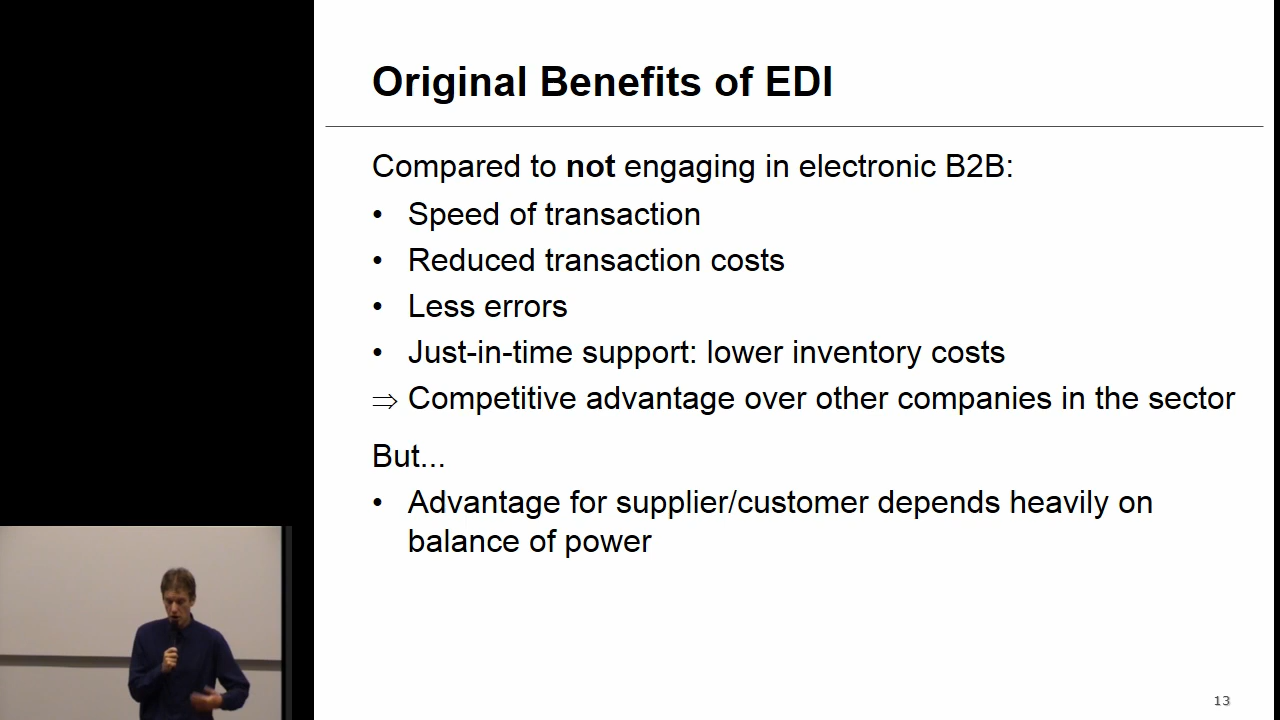 Original Benefits of EDI
Compared to not engaging in electronic B2B:
• Speed of transaction
• Reduced transaction costs
• Less errors
• Just-in-time support: lower inventory costs
⇒ Competitive advantage over other companies in the sector
But...
• Advantage for supplier/customer depends heavily on
balance of power
13